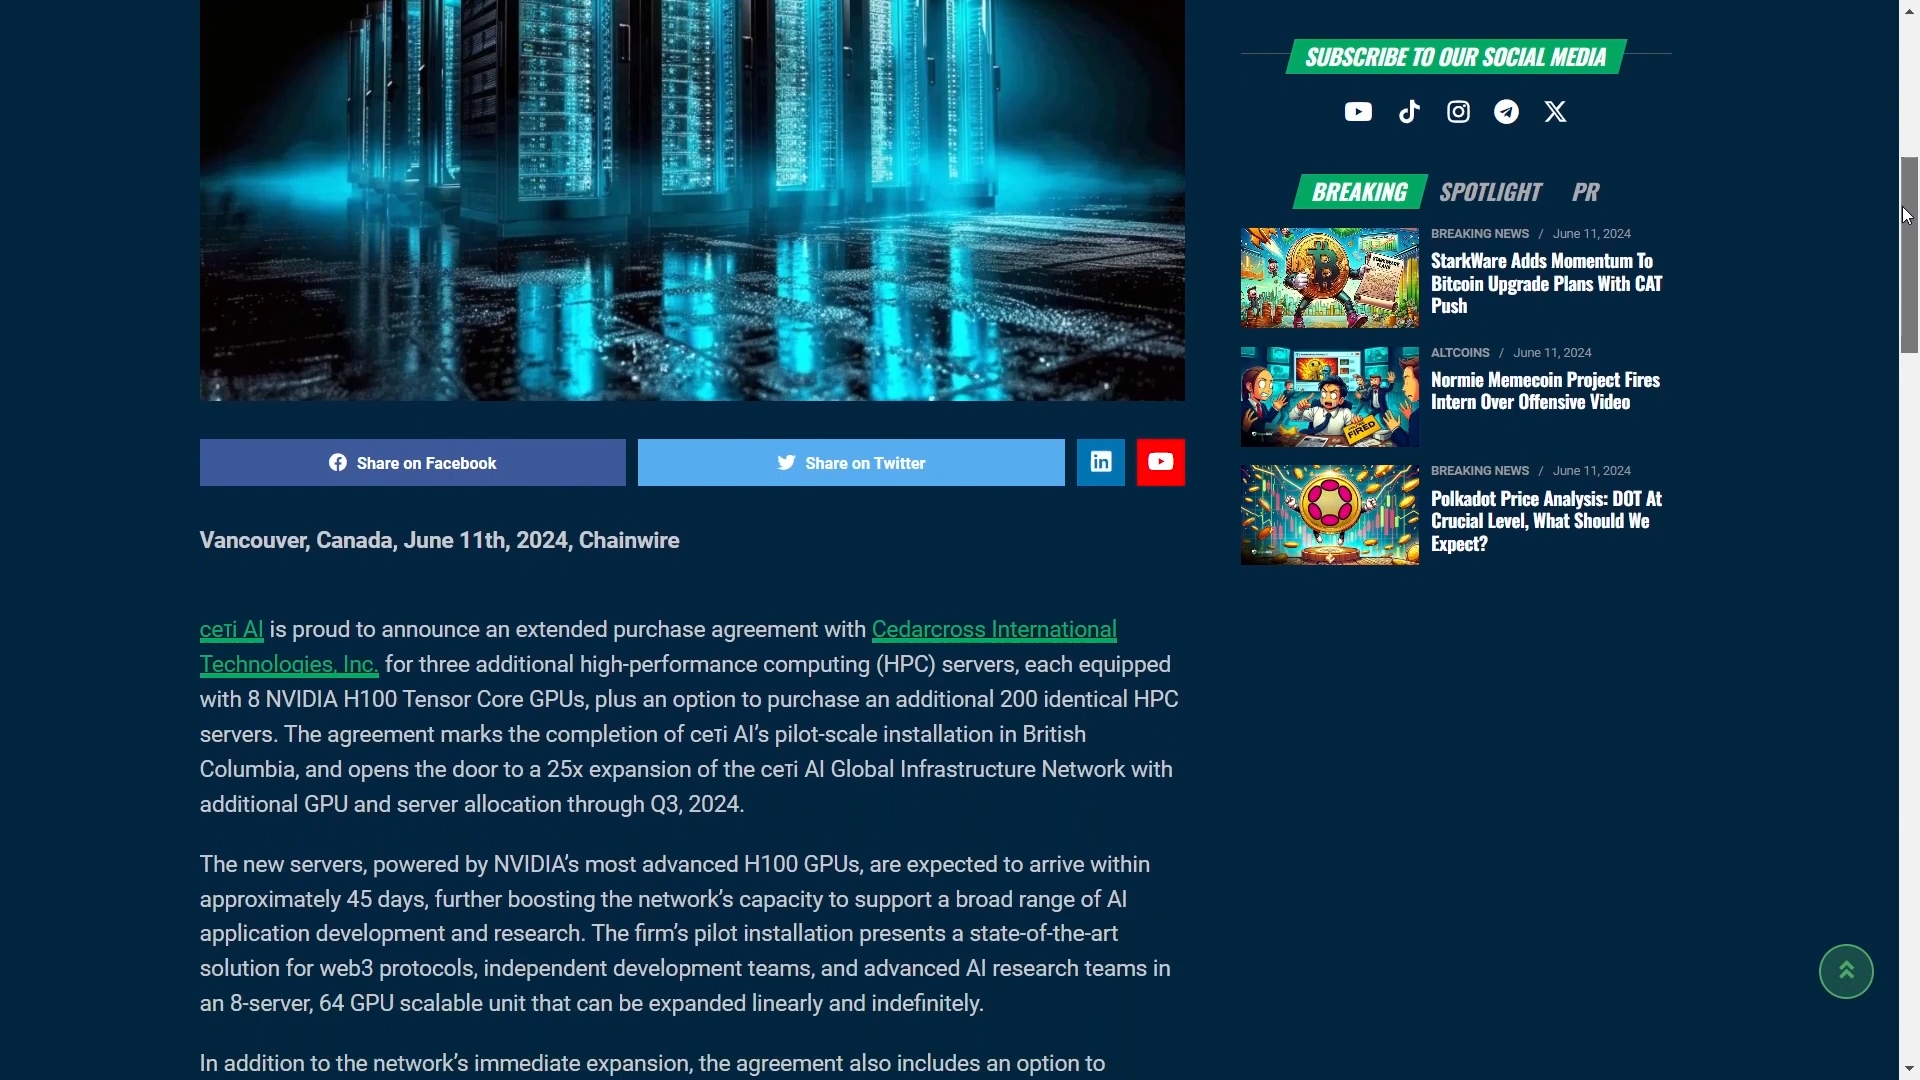 SUBSCRIBE TO OUR SOCIAL MEDIA
BREAKING SPOTLIGHT PR
BREAKING NEWS / June 11, 2024
StarkWare Adds Momentum To
Bitcoin Upgrade Plans With CAT
Push
ALTCOINS / June 11, 2024
Normie Memecoin Project Fires
Intern Over Offensive Video
FIRED
BREAKING NEWS / June 11, 2024
Polkadot Price Analysis: DOT At
Crucial Level, What Should We
Expect?
Share on Facebook
Share on Twitter
Vancouver, Canada, June 11th, 2024, Chainwire
ceτi AI is proud to announce an extended purchase agreement with Cedarcross International
Technologies, Inc. for three additional high-performance computing (HPC) servers, each equipped
with 8 NVIDIA H100 Tensor Core GPUs, plus an option to purchase an additional 200 identical HPC
servers. The agreement marks the completion of ceτi AI’s pilot-scale installation in British
Columbia, and opens the door to a 25x expansion of the ceτi AI Global Infrastructure Network with
additional GPU and server allocation through Q3, 2024.
The new servers, powered by NVIDIA’s most advanced H100 GPUs, are expected to arrive within
approximately 45 days, further boosting the network’s capacity to support a broad range of AI
application development and research. The firm’s pilot installation presents a state-of-the-art
solution for web3 protocols, independent development teams, and advanced AI research teams in
an 8-server, 64 GPU scalable unit that can be expanded linearly and indefinitely.
In addition to the network’s immediate expansion, the agreement also includes an option to